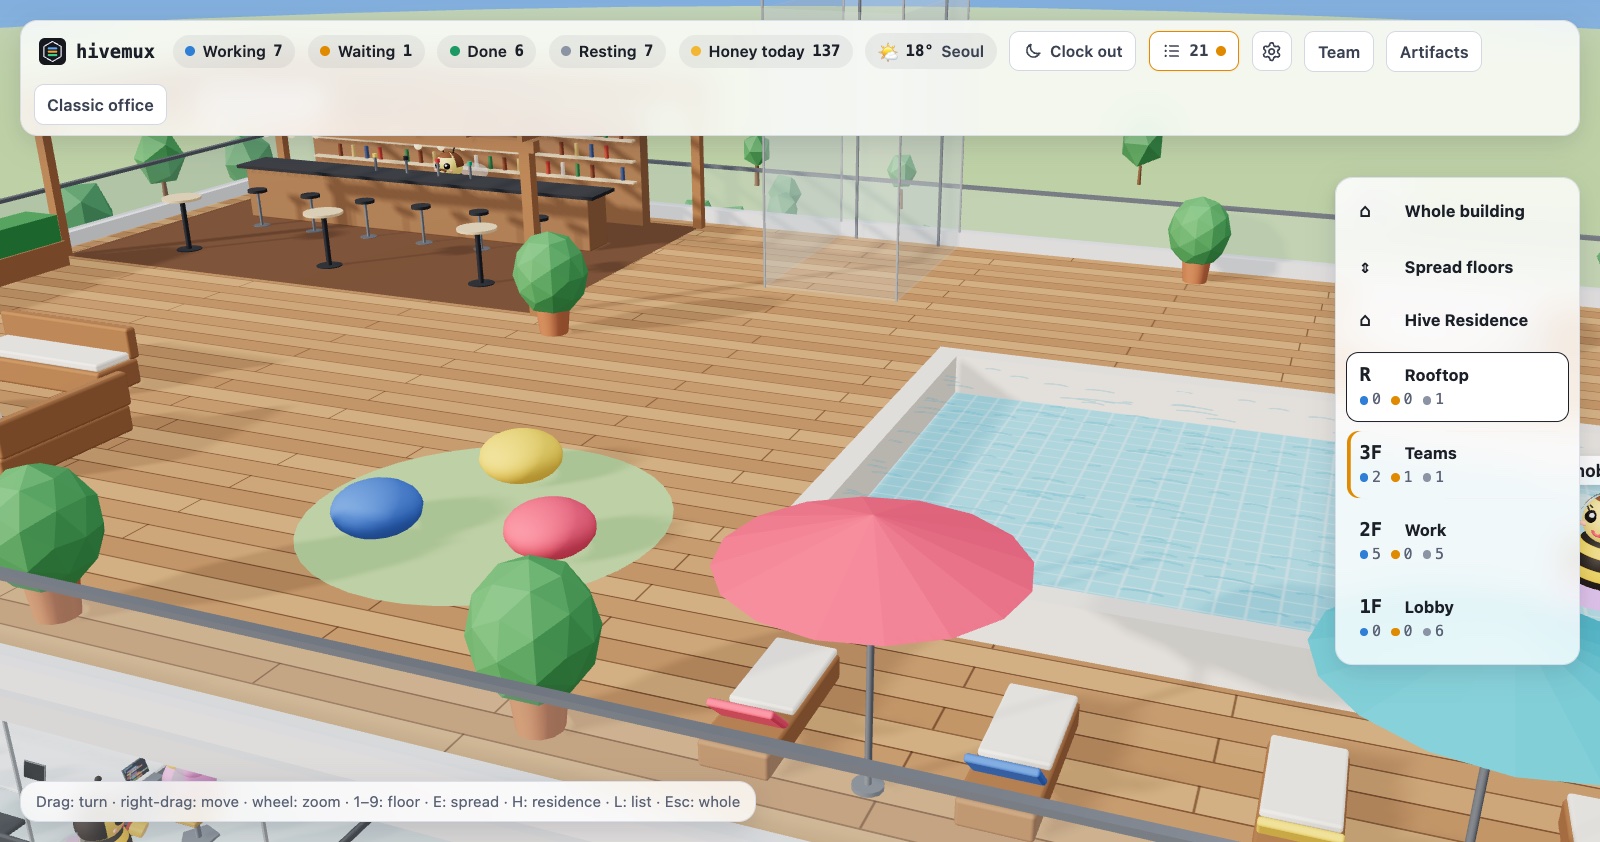 hivemux
Working 7
Waiting 1
Done 6
Resting 7
Honey today 137
18° Seoul
Clock out
21
Team
Artifacts
Classic office
Whole building
Spread floors
Hive Residence
R Rooftop
0 0 1
3F Teams
2 1 1
2F Work
5 0 5
1F Lobby
0 0 6
Drag: turn · right-drag: move · wheel: zoom · 1–9: floor · E: spread · H: residence · L: list · Esc: whole